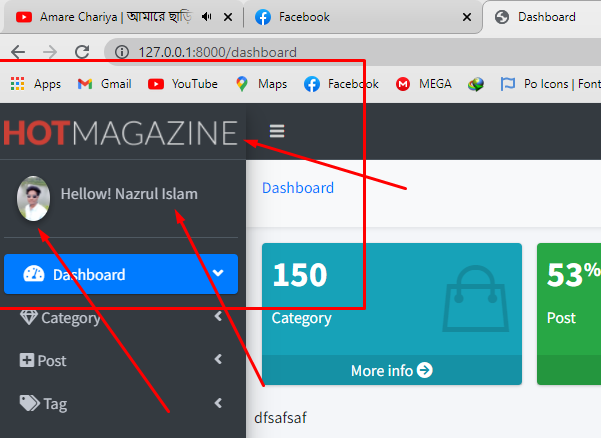 Amare Chariya | আমারে ছাড়ি
Facebook
Dashboard
127.0.0.1:8000/dashboard
Apps
Gmail
YouTube
Maps
Facebook
MEGA
Po Icons | Font
HOTMAGAZINE
Hellow! Nazrul Islam
Dashboard
Dashboard
150
Category
More info
53%
Post
Category
Post
Tag
dfsafsaf